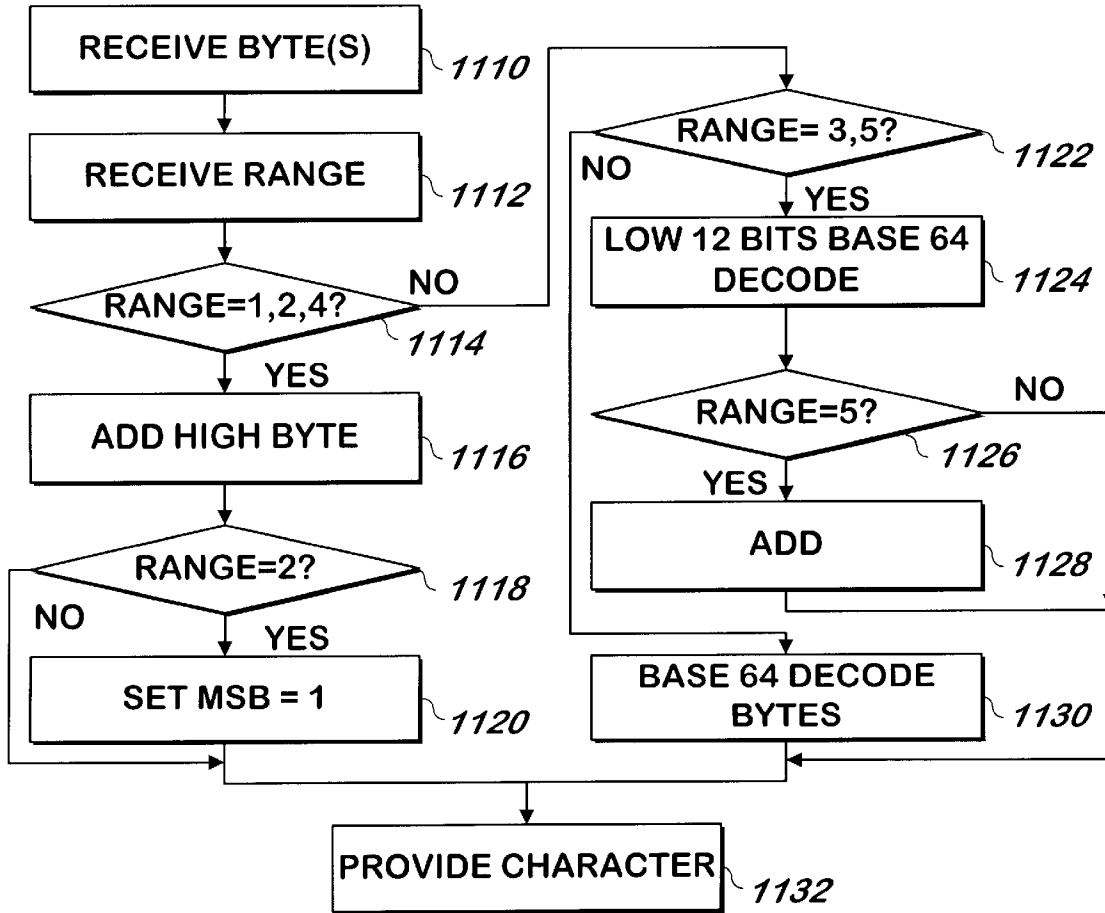 RECEIVE BYTE(S)
1110
RECEIVE RANGE
1112
RANGE=1,2,4?
NO
1114
YES
ADD HIGH BYTE
1116
RANGE=2?
1118
NO
YES
SET MSB = 1
1120
RANGE= 3,5?
1122
NO
YES
LOW 12 BITS BASE 64
DECODE
1124
RANGE=5?
NO
1126
YES
ADD
1128
BASE 64 DECODE
BYTES
1130
PROVIDE CHARACTER
1132